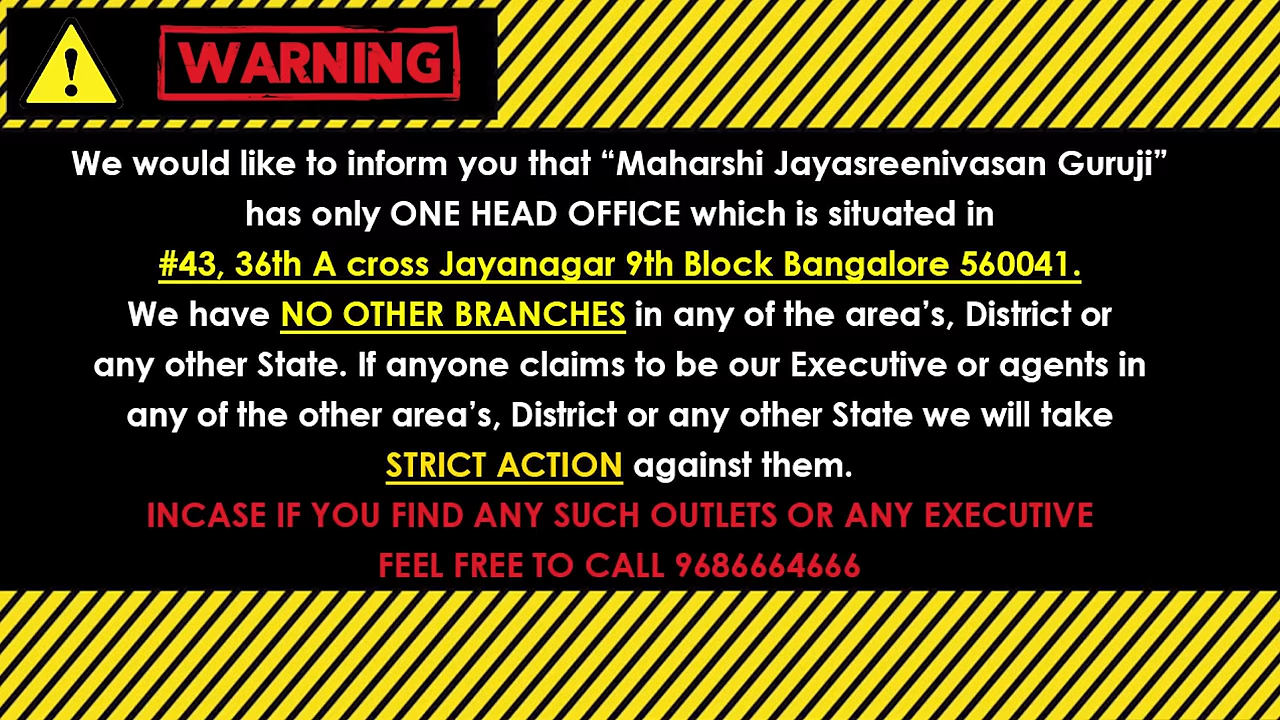 WARNING
We would like to inform you that “Maharshi Jayasreenivasan Guruji”
has only ONE HEAD OFFICE which is situated in
#43, 36th A cross Jayanagar 9th Block Bangalore 560041.
We have NO OTHER BRANCHES in any of the area’s, District or
any other State. If anyone claims to be our Executive or agents in
any of the other area’s, District or any other State we will take
STRICT ACTION against them.
INCASE IF YOU FIND ANY SUCH OUTLETS OR ANY EXECUTIVE
FEEL FREE TO CALL 9686664666